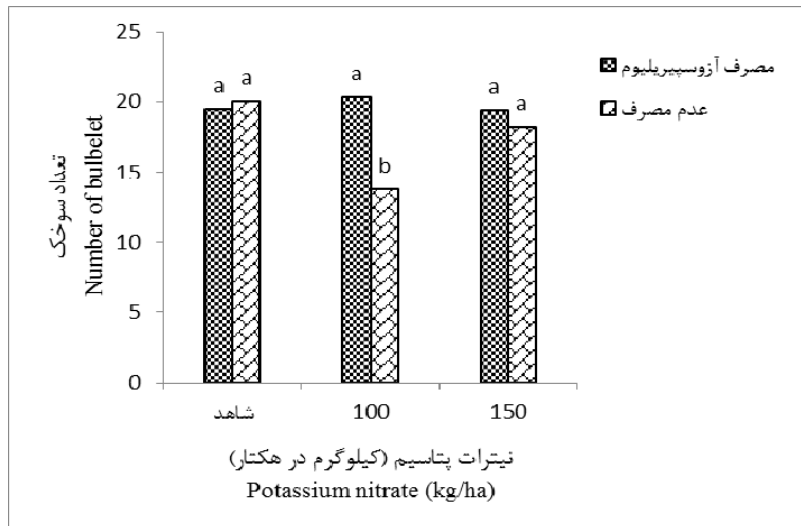 25
20
15
10
5
0
تعداد سوخک
Number of bulbelet
a
a
a
b
a
a
شاهد
100
150
نیترات پتاسیم (کیلوگرم در هکتار)
Potassium nitrate (kg/ha)
مصرف آزوسپیریلیوم
عدم مصرف